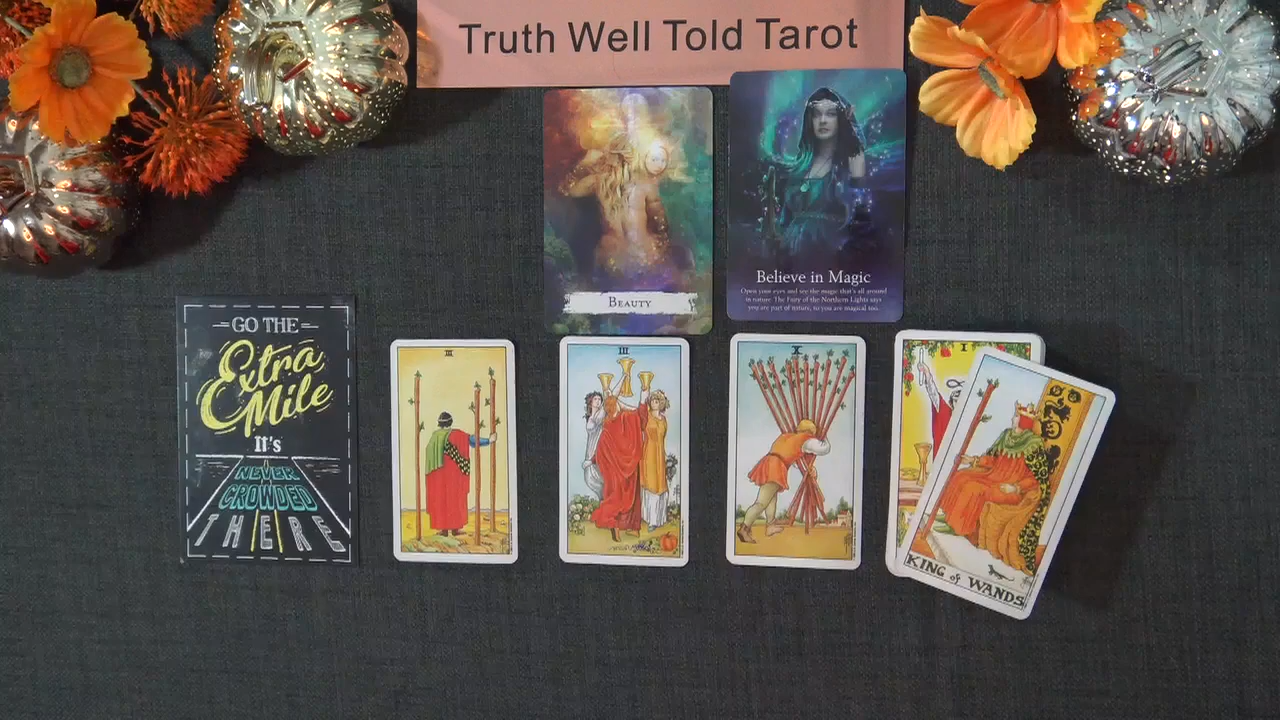 Truth Well Told Tarot
BEAUTY
Believe in Magic
Open your eyes and see the magic that's all around
in nature. The Fairy of the Northern Lights says
you are part of nature, so you are magical too.
GO THE
Extra
Mile
It's
NEVER
CROWDED
THERE
III
III
X
I
KING of WANDS